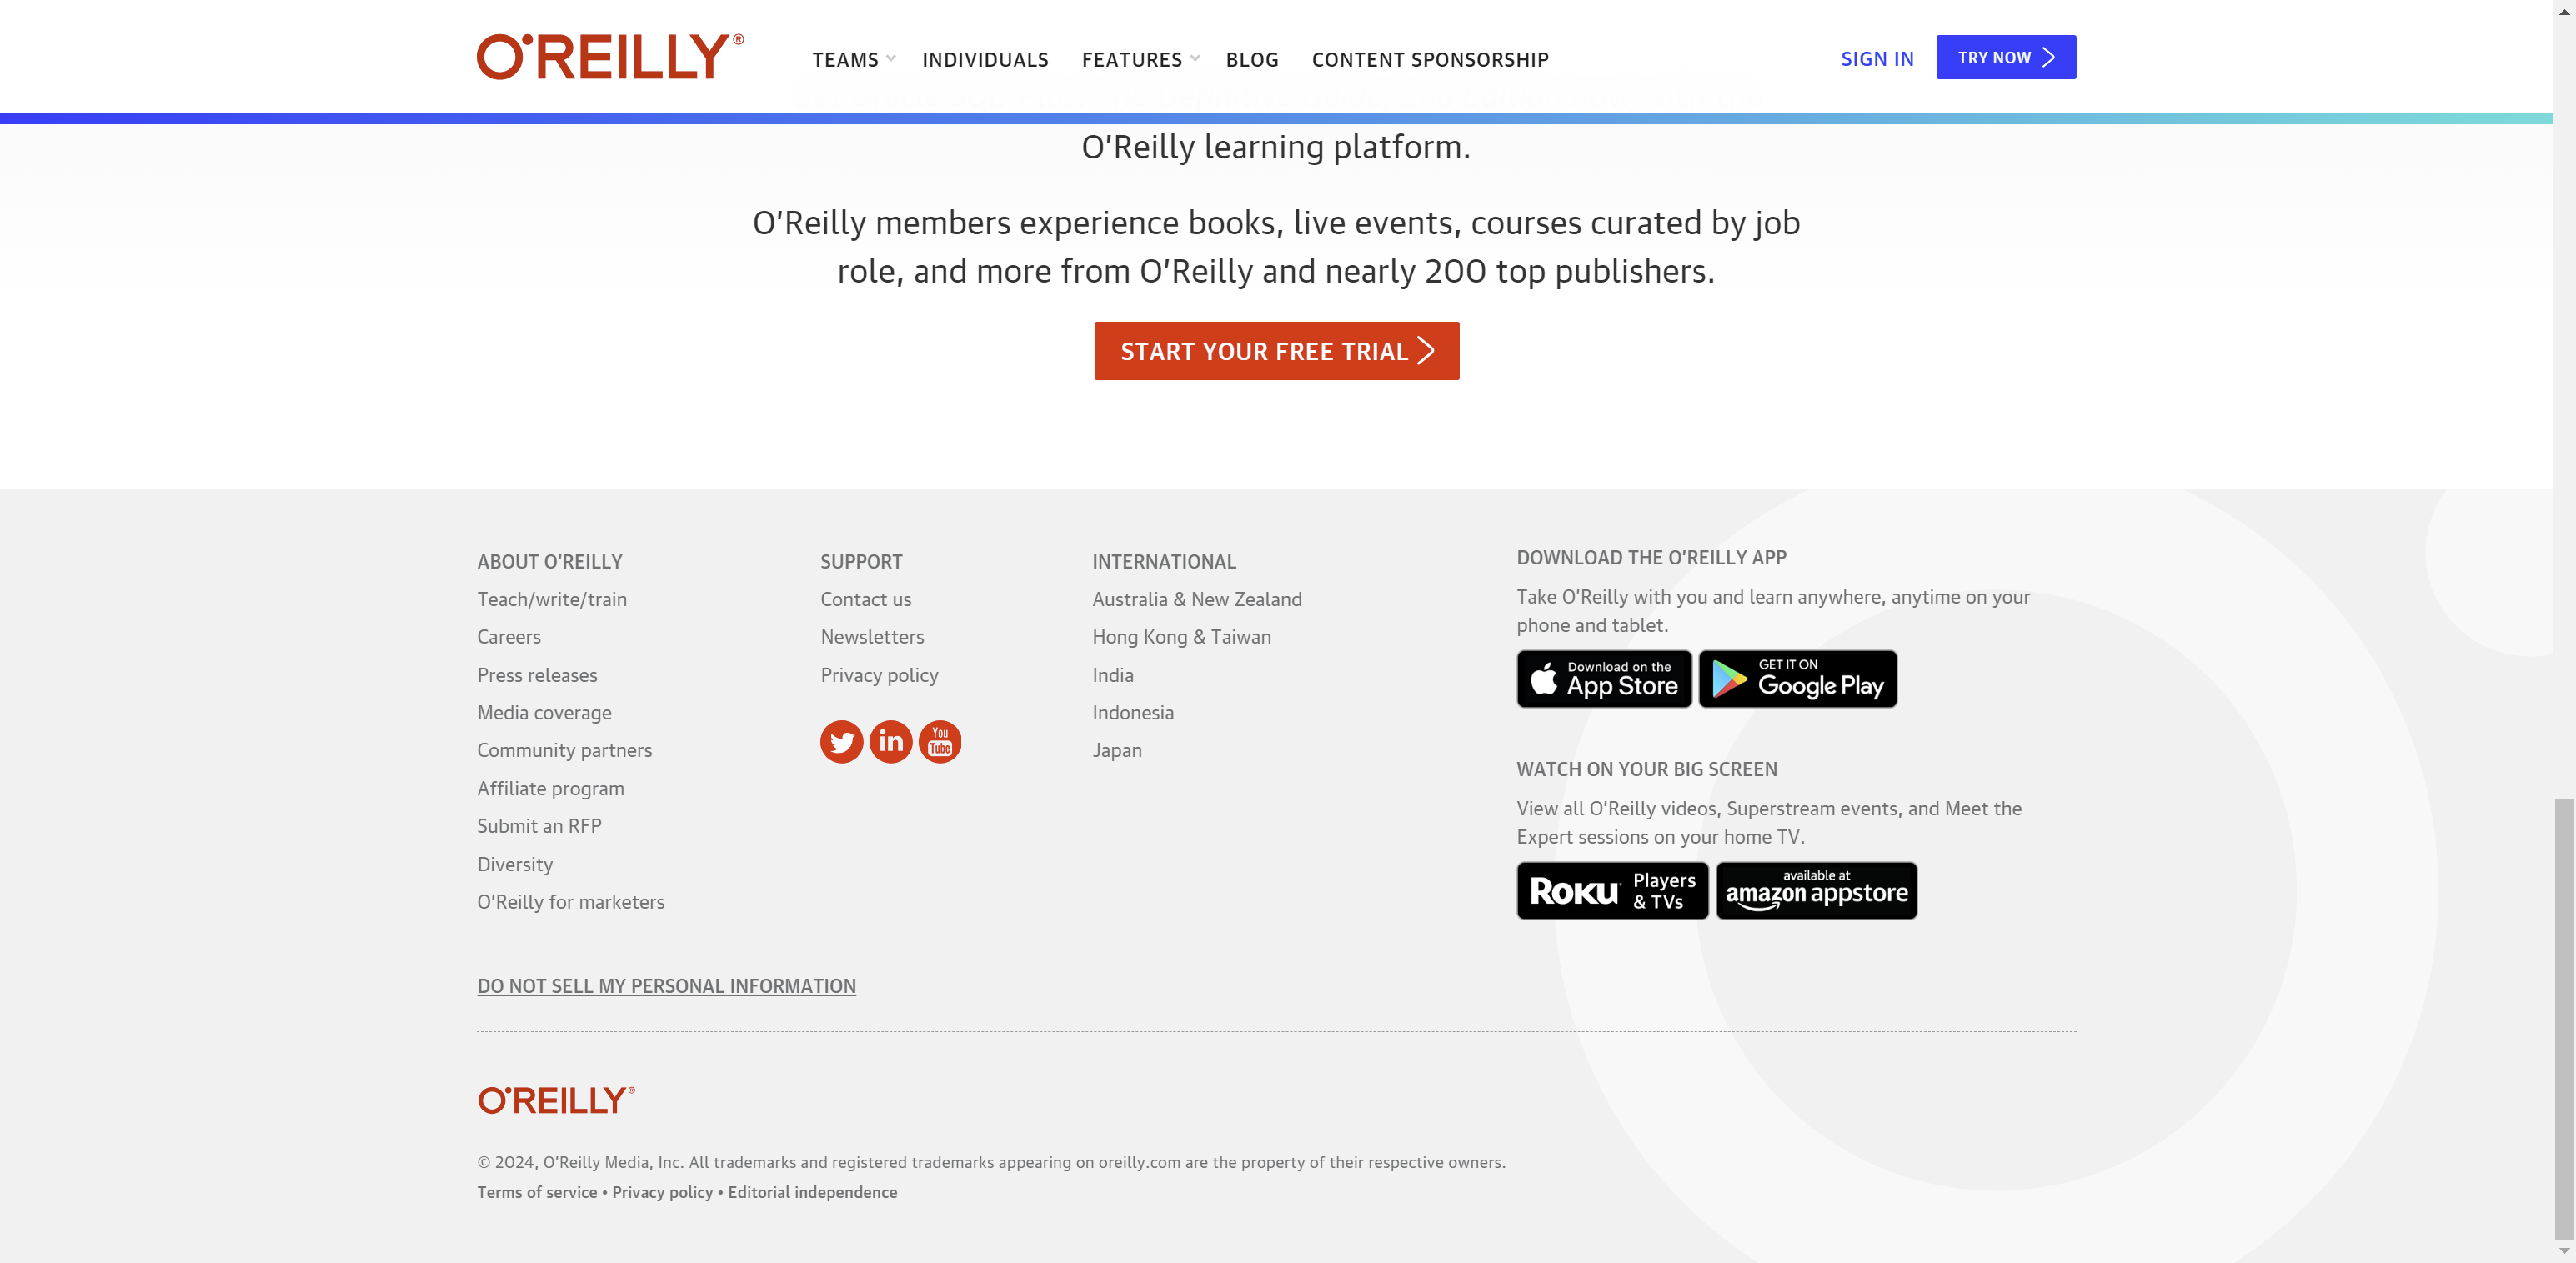 O'REILLY®
TEAMS
INDIVIDUALS
FEATURES
BLOG
CONTENT SPONSORSHIP
SIGN IN
TRY NOW
O'Reilly learning platform.
O'Reilly members experience books, live events, courses curated by job
role, and more from O'Reilly and nearly 200 top publishers.
START YOUR FREE TRIAL
ABOUT O'REILLY
Teach/write/train
Careers
Press releases
Media coverage
Community partners
Affiliate program
Submit an RFP
Diversity
O'Reilly for marketers
SUPPORT
Contact us
Newsletters
Privacy policy
in
You
Tube
INTERNATIONAL
Australia & New Zealand
Hong Kong & Taiwan
India
Indonesia
Japan
DOWNLOAD THE O'REILLY APP
Take O'Reilly with you and learn anywhere, anytime on your
phone and tablet.
Download on the
App Store
GET IT ON
Google Play
WATCH ON YOUR BIG SCREEN
View all O'Reilly videos, Superstream events, and Meet the
Expert sessions on your home TV.
ROKU
Players
& TVs
available at
amazon appstore
DO NOT SELL MY PERSONAL INFORMATION
O'REILLY®
© 2024, O'Reilly Media, Inc. All trademarks and registered trademarks appearing on oreilly.com are the property of their respective owners.
Terms of service • Privacy policy • Editorial independence